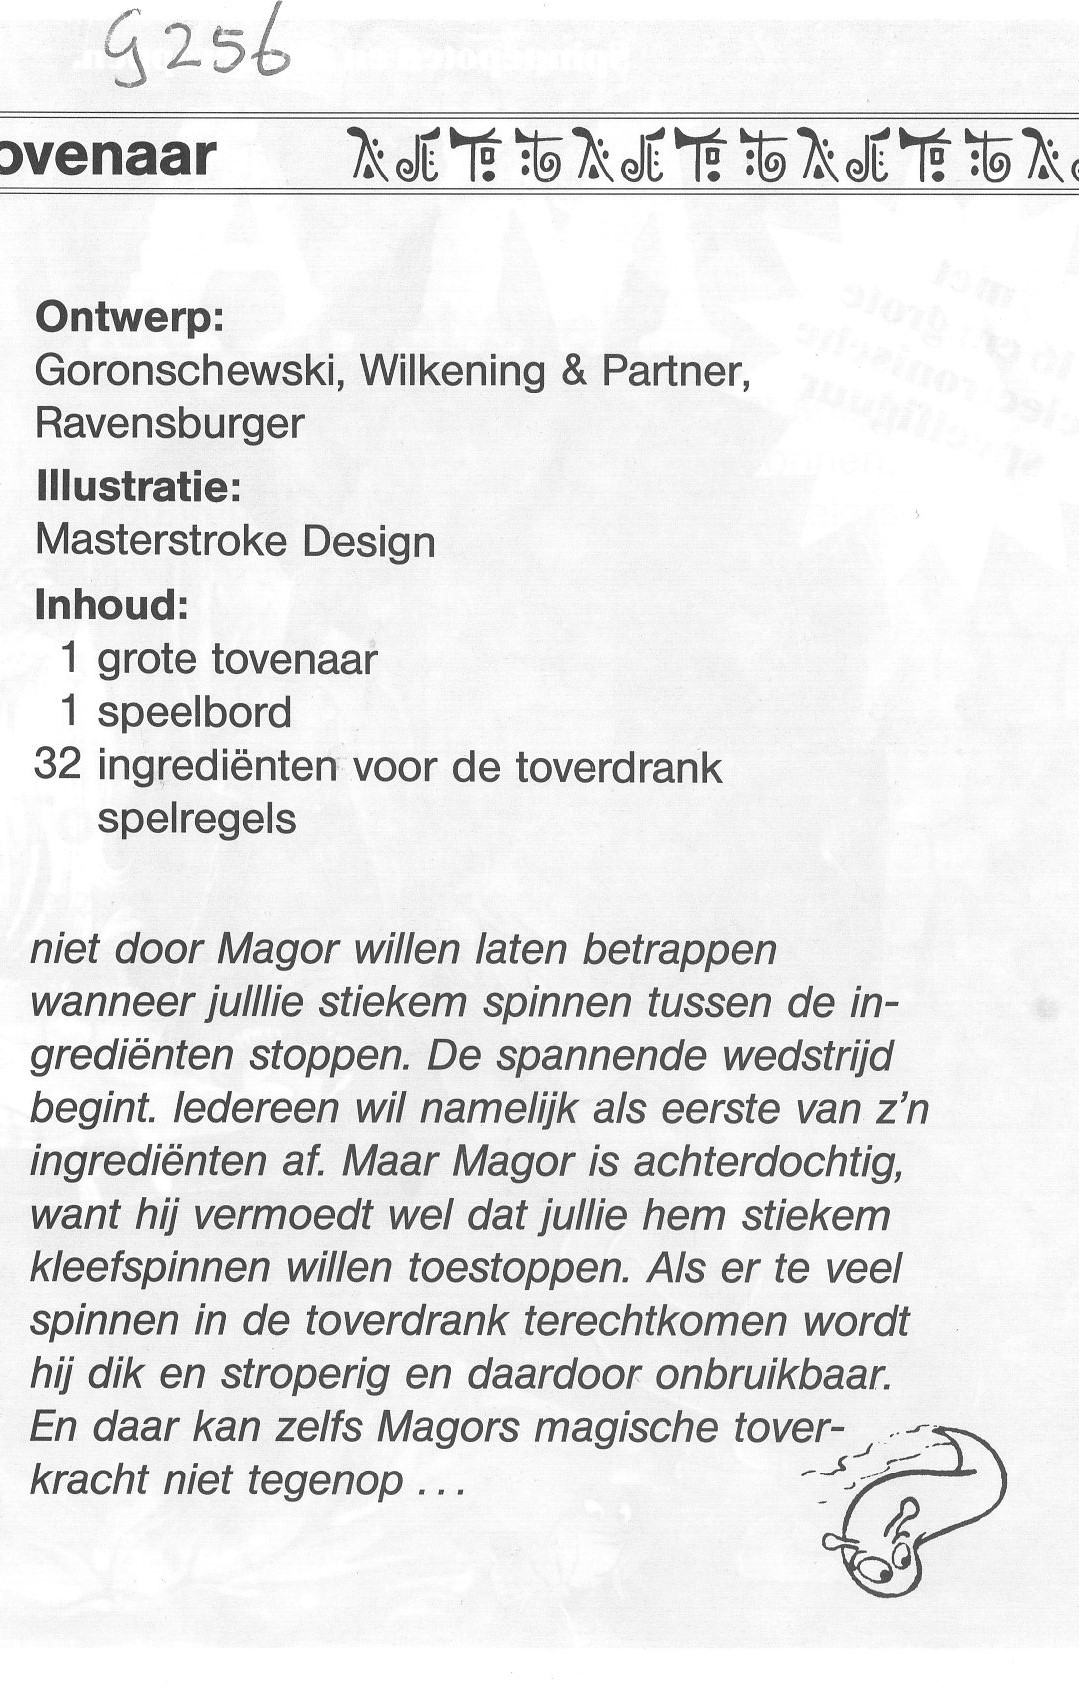 G256
ovenaar
Ontwerp:
Goronschewski, Wilkening & Partner,
Ravensburger
Illustratie:
Masterstroke Design
Inhoud:
1 grote tovenaar
1 speelbord
32 ingrediënten voor de toverdrank
spelregels
niet door Magor willen laten betrappen
wanneer julllie stiekem spinnen tussen de in-
grediënten stoppen. De spannende wedstrijd
begint. Iedereen wil namelijk als eerste van z'n
ingrediënten af. Maar Magor is achterdochtig,
want hij vermoedt wel dat jullie hem stiekem
kleefspinnen willen toestoppen. Als er te veel
spinnen in de toverdrank terechtkomen wordt
hij dik en stroperig en daardoor onbruikbaar.
En daar kan zelfs Magors magische tover-
kracht niet tegenop ...